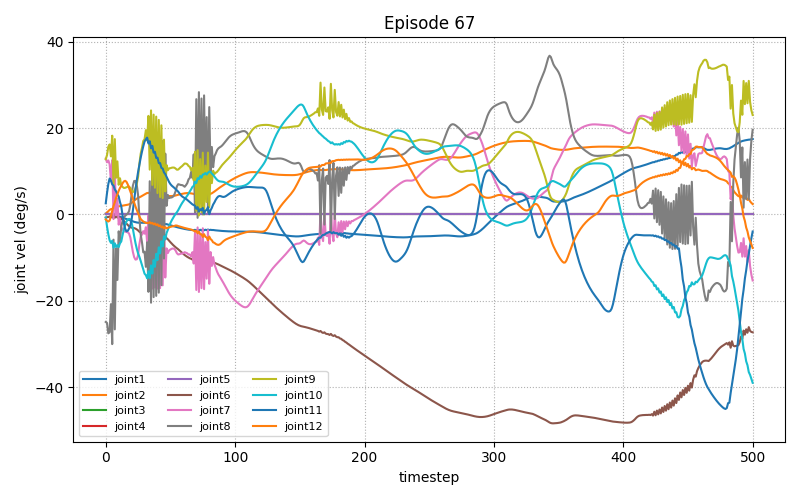 Episode 67
joint vel (deg/s)
40
20
0
−20
−40
joint1 joint5 joint9
joint2 joint6 joint10
joint3 joint7 joint11
joint4 joint8 joint12
0 100 200 300 400 500
timestep